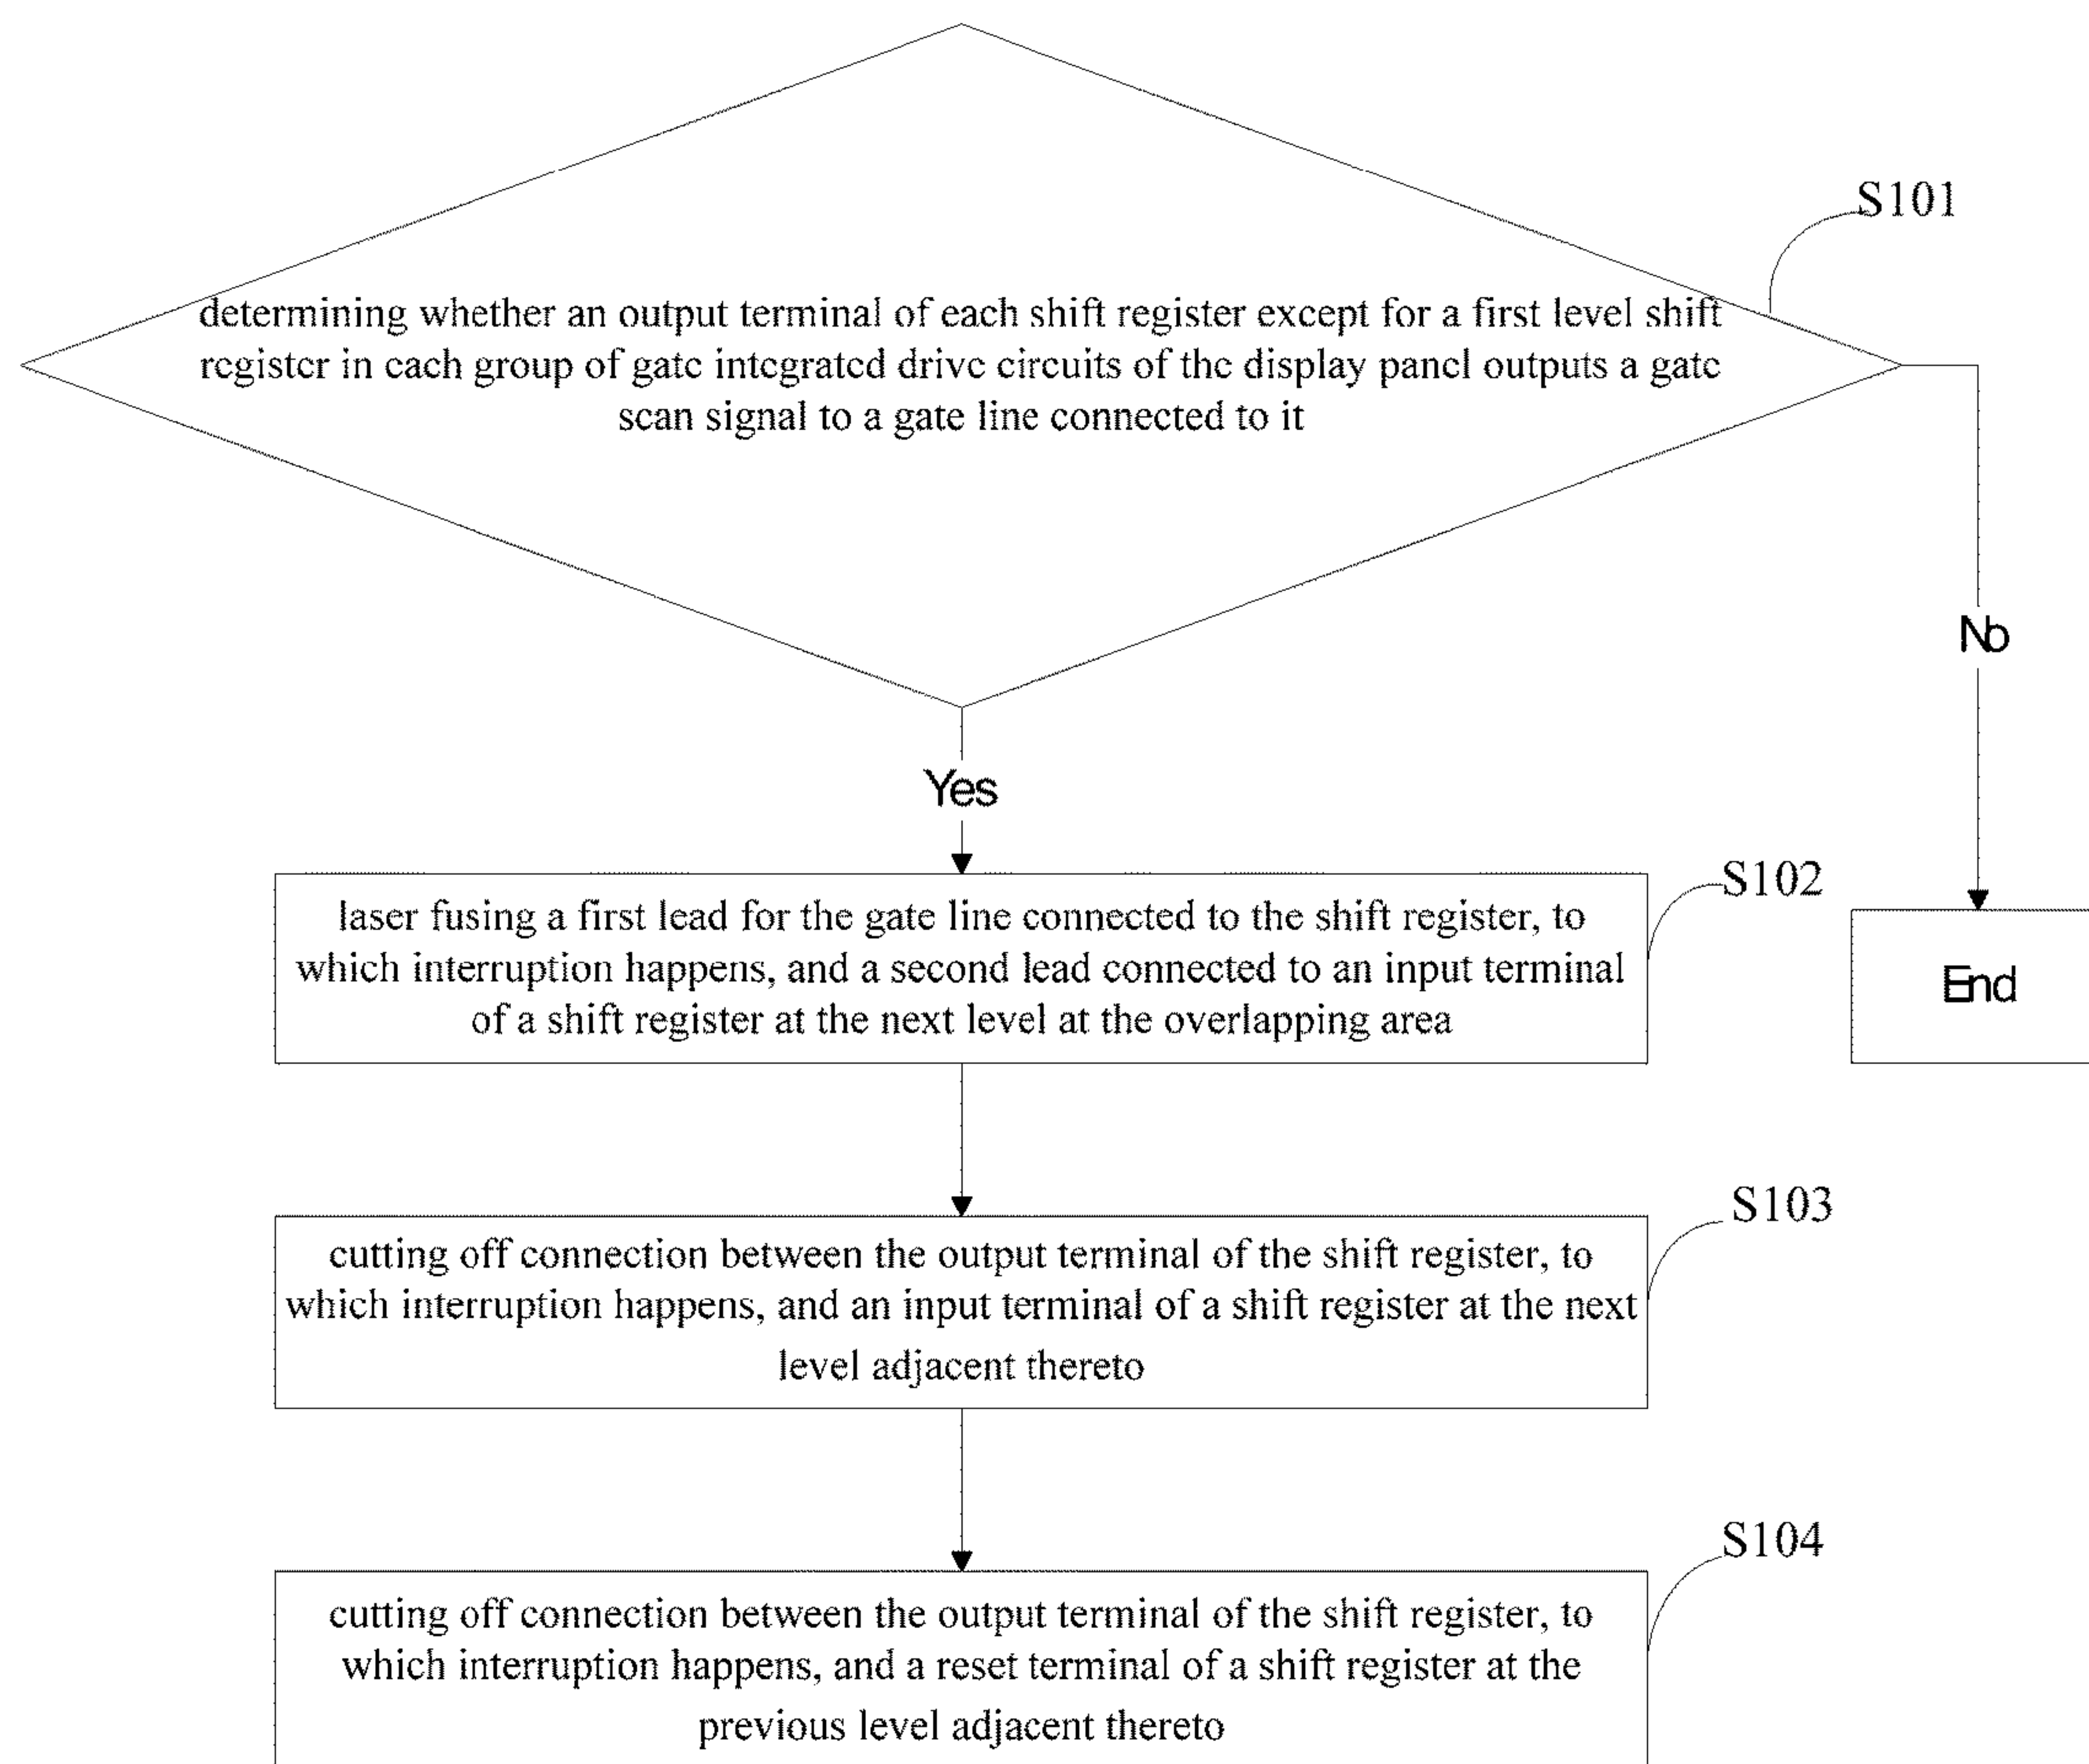 S101
determining whether an output terminal of each shift register except for a first level shift
register in each group of gate integrated drive circuits of the display panel outputs a gate
scan signal to a gate line connected to it
No
Yes
S102
laser fusing a first lead for the gate line connected to the shift register, to
which interruption happens, and a second lead connected to an input terminal
of a shift register at the next level at the overlapping area
End
S103
cutting off connection between the output terminal of the shift register, to
which interruption happens, and an input terminal of a shift register at the next
level adjacent thereto
S104
cutting off connection between the output terminal of the shift register, to
which interruption happens, and a reset terminal of a shift register at the
previous level adjacent thereto